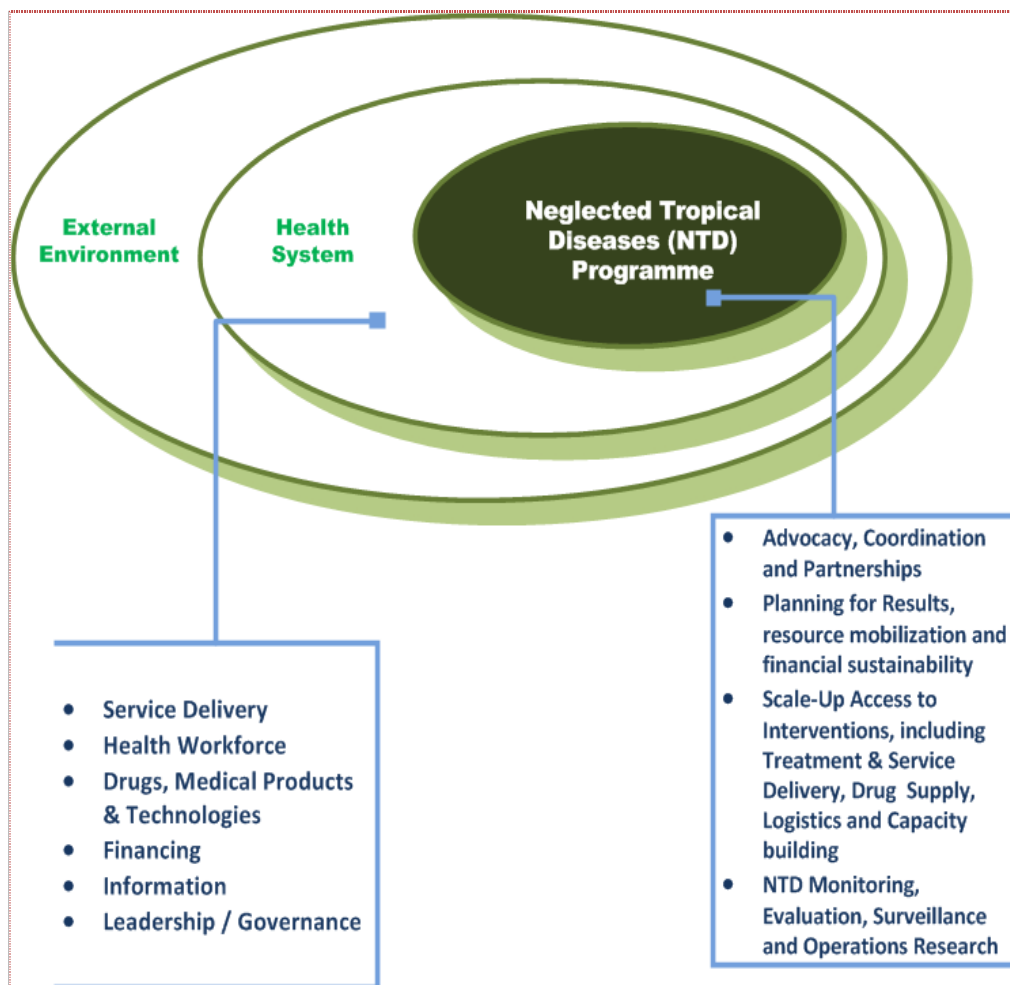 External
Environment
Health
System
Neglected Tropical
Diseases (NTD)
Programme
• Service Delivery
• Health Workforce
• Drugs, Medical Products
& Technologies
• Financing
• Information
• Leadership / Governance
• Advocacy, Coordination
and Partnerships
• Planning for Results,
resource mobilization and
financial sustainability
• Scale-Up Access to
Interventions, including
Treatment & Service
Delivery, Drug Supply,
Logistics and Capacity
building
• NTD Monitoring,
Evaluation, Surveillance
and Operations Research